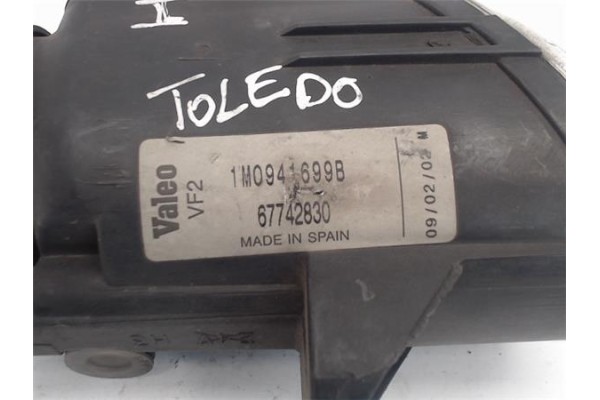 I
TOLEDO
Valeo
VF2
1M0941699B
67742830
MADE IN SPAIN
09/02/02 M